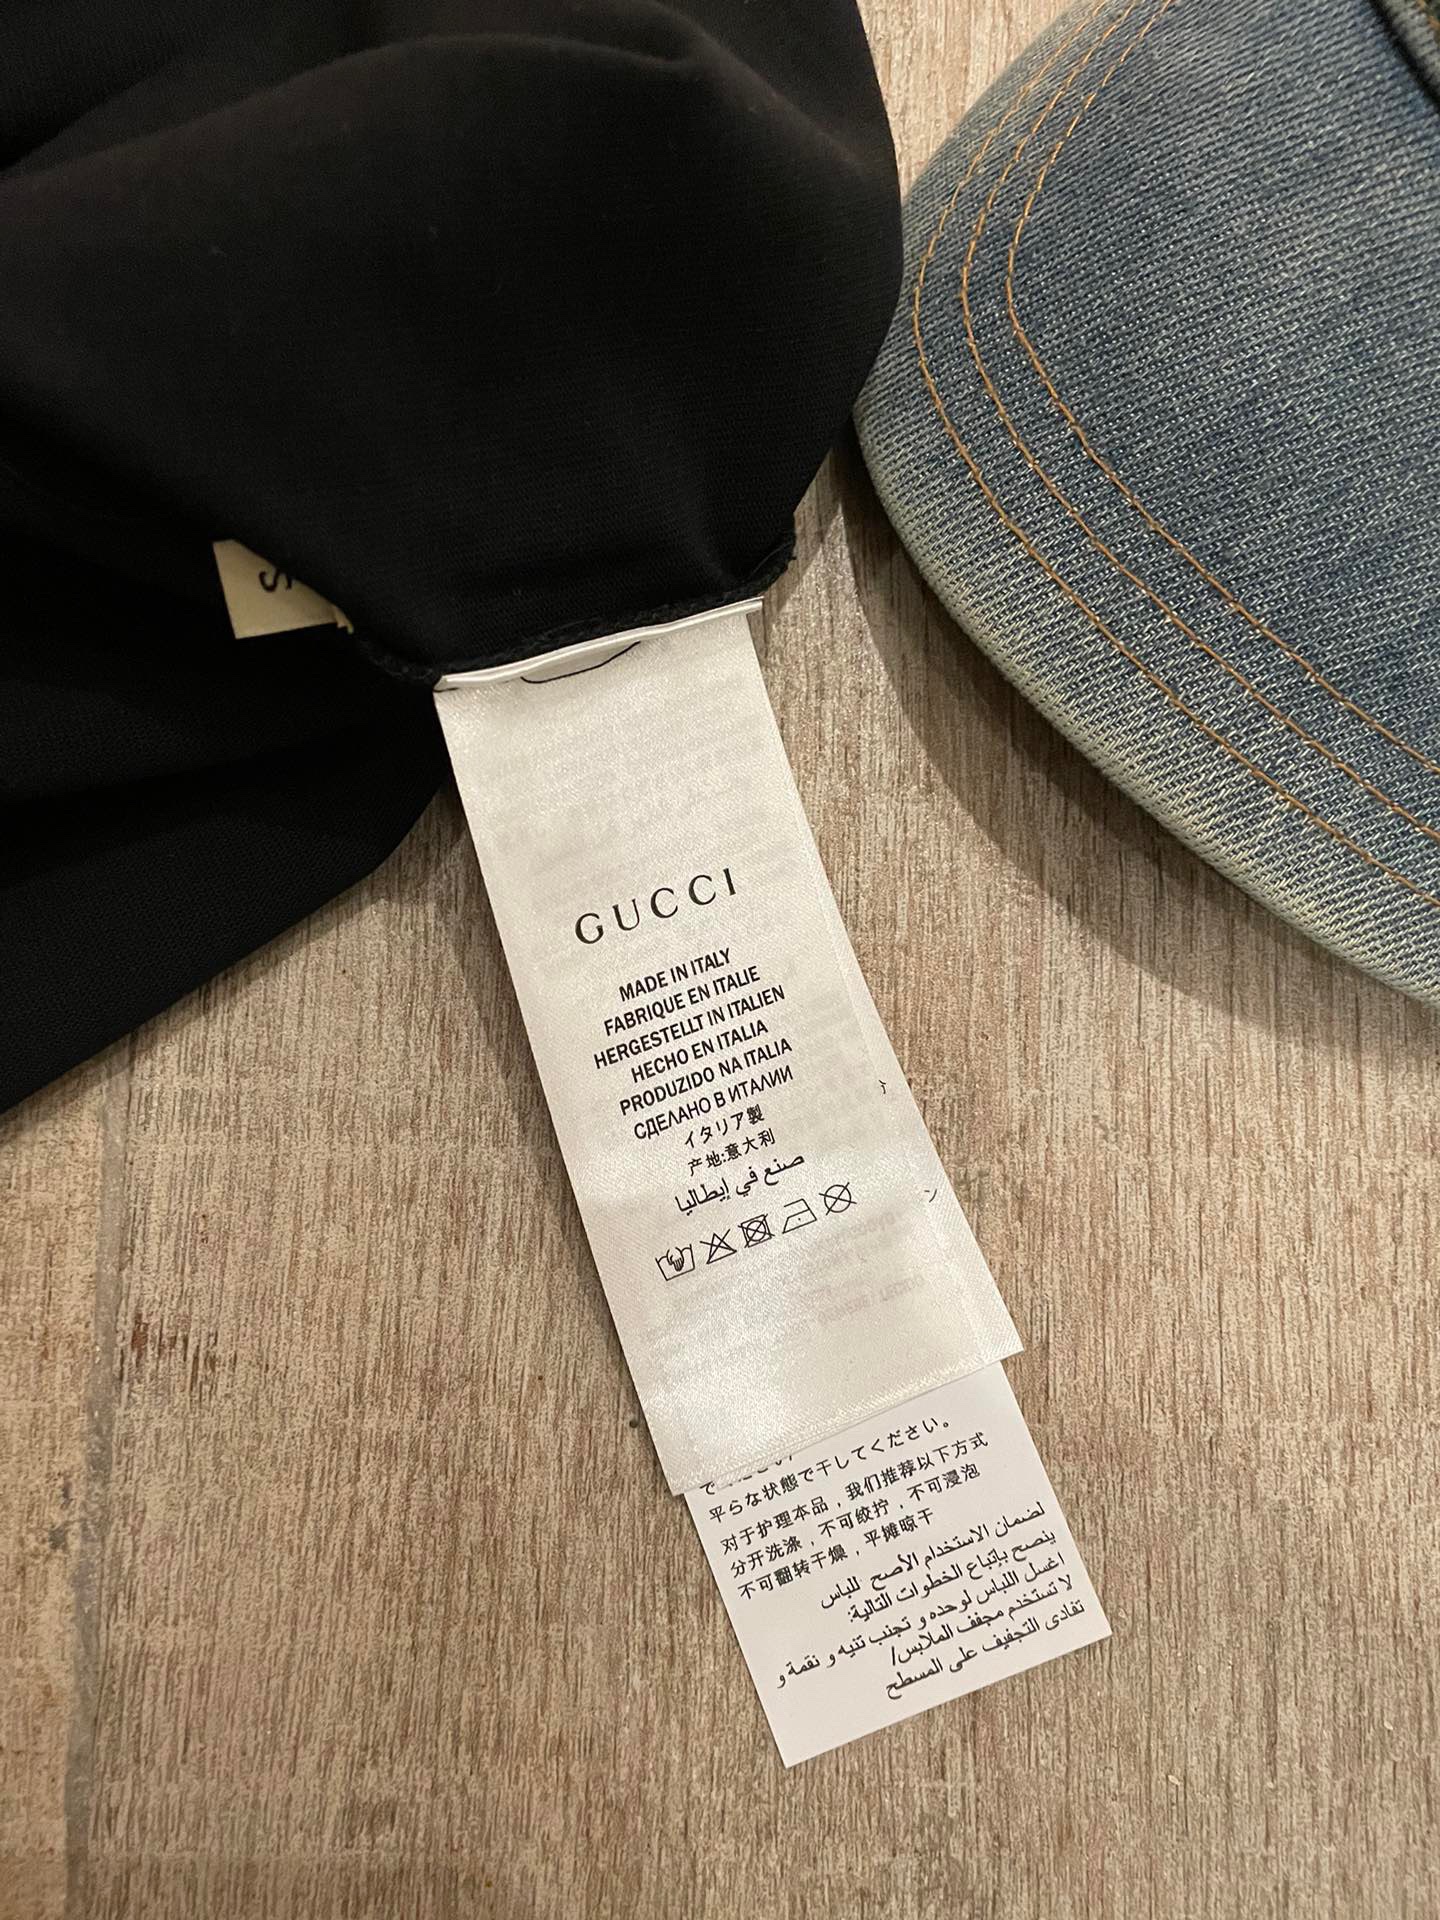 S
GUCCI
MADE IN ITALY
FABRIQUE EN ITALIE
HERGESTELLT IN ITALIEN
HECHO EN ITALIA
PRODUZIDO NA ITALIA
СДЕЛАНО В ИТАЛИИ
イタリア製
产地:意大利
صنع في إيطاليا
平らな状態で干してください。
对于护理本品，我们推荐以下方式
分开洗涤，不可绞拧，不可浸泡
不可翻转干燥，平摊晾干
لضمان الاستخدام الأصح للباس
ينصح بإتباع الخطوات التالية:
اغسل اللباس لوحده و تجنب تنيه و نقمة و
لا تستخدم مجفف الملابس/
تفادى التجفيف على المسطح